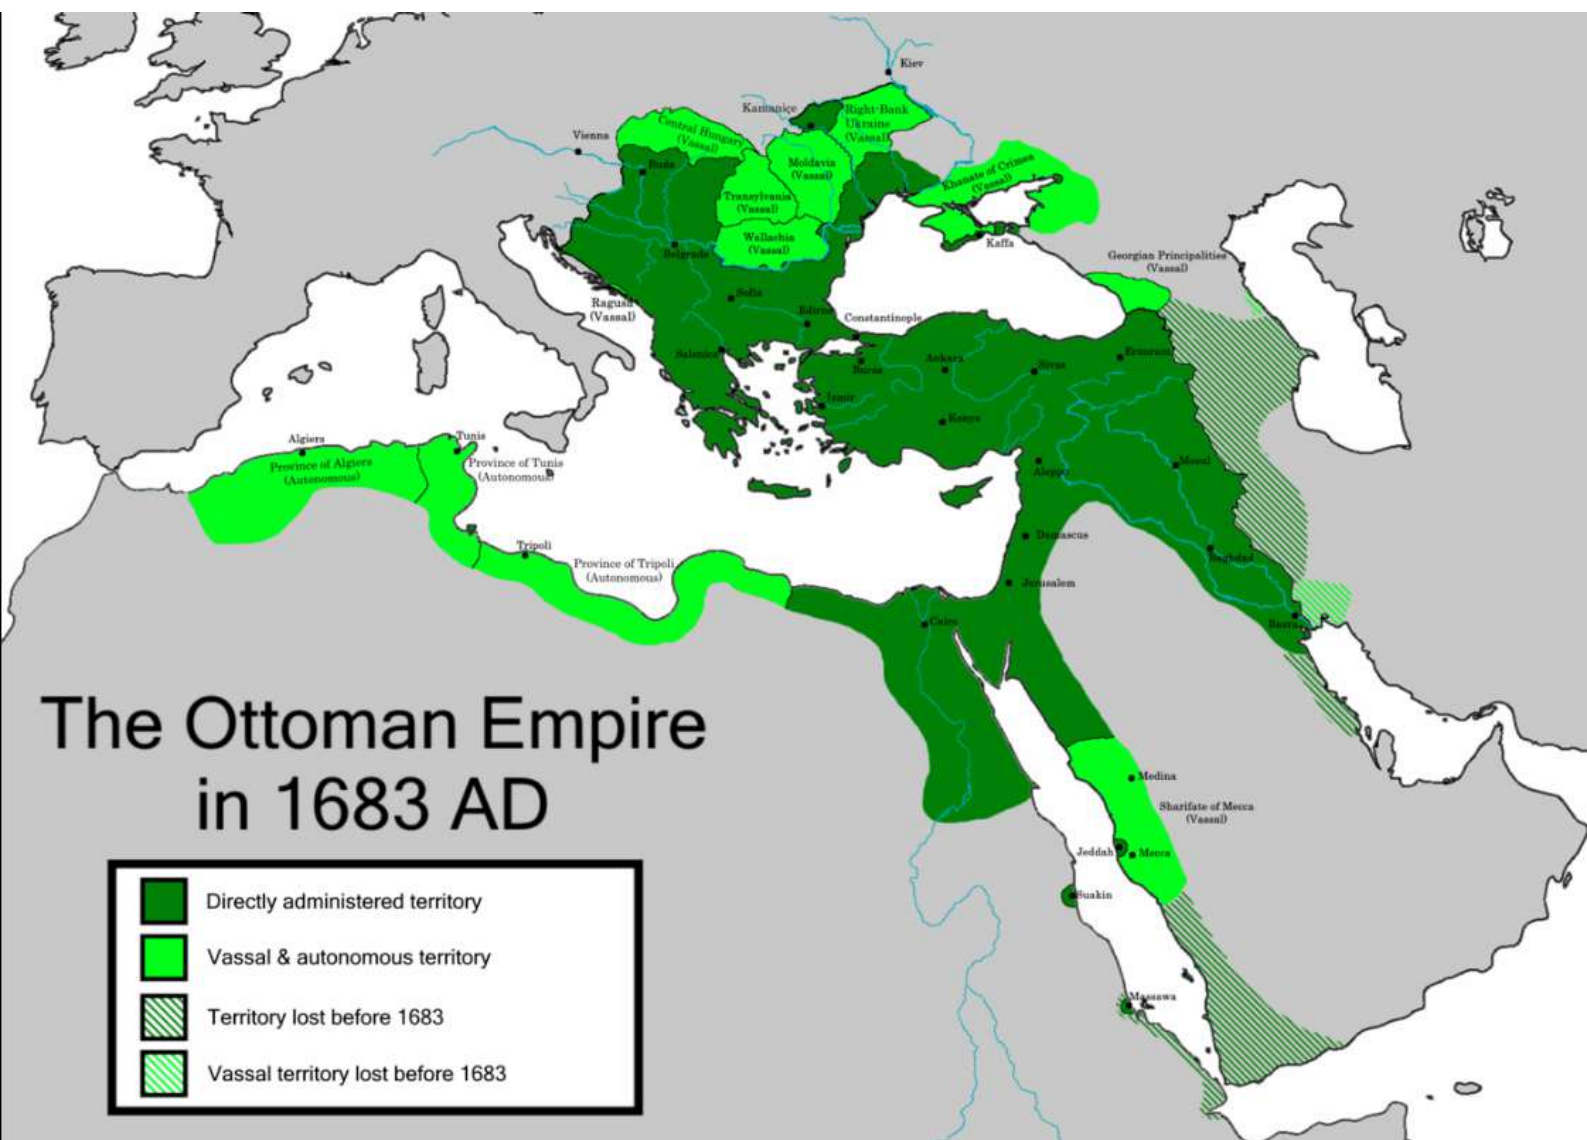 Kiev
Kamaniçe
Right-Bank
Ukraine
(Vassal)
Central Hungary
(Vassal)
Vienna
Buda
Moldavia
(Vassal)
Khanate of Crimea
(Vassal)
Transylvania
(Vassal)
Wallachia
(Vassal)
Kaffa
Belgrade
Georgian Principalities
(Vassal)
Ragusa
(Vassal)
Sofia
Edirne
Constantinople
Salonica
Bursa
Ankara
Sivas
Erzurum
Izmir
Konya
Algiers
Tunis
Province of Algiers
(Autonomous)
Province of Tunis
(Autonomous)
Aleppo
Mosul
Tripoli
Province of Tripoli
(Autonomous)
Damascus
Baghdad
Jerusalem
Cairo
Basra
The Ottoman Empire
in 1683 AD
Medina
Sharifate of Mecca
(Vassal)
Jeddah
Mecca
Suakin
Massawa
Directly administered territory
Vassal & autonomous territory
Territory lost before 1683
Vassal territory lost before 1683